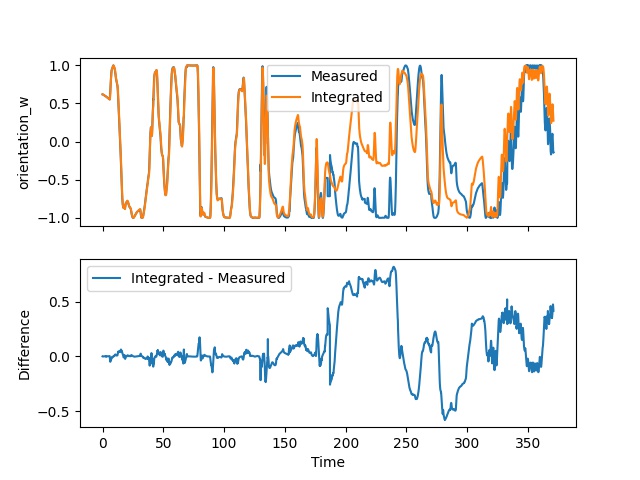 1.0
0.5
0.0
−0.5
−1.0
orientation_w
Measured
Integrated
Integrated - Measured
0.5
0.0
−0.5
Difference
0 50 100 150 200 250 300 350
Time